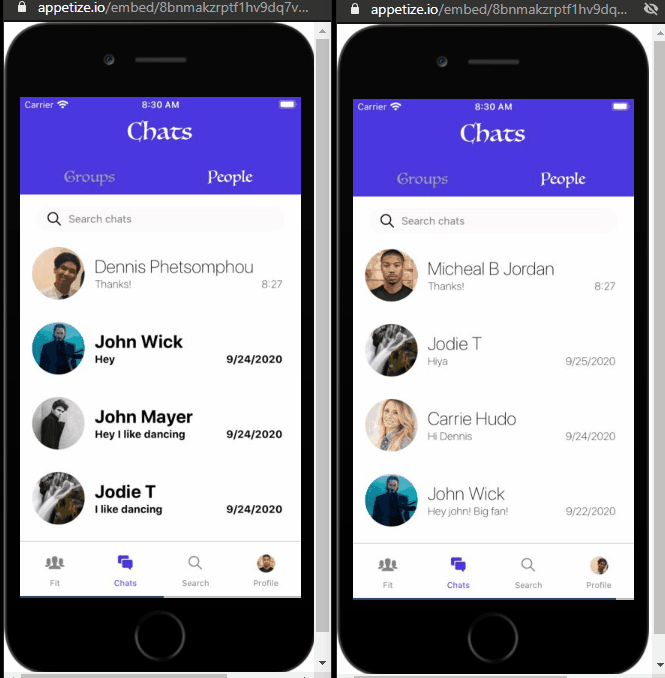 appetize.io/embed/8bnmakzrptf1hv9dq7v...
Carrier 8:30 AM
Chats
Groups People
Search chats
Dennis Phetsomphou
Thanks! 8:27
John Wick
Hey 9/24/2020
John Mayer
Hey I like dancing 9/24/2020
Jodie T
I like dancing 9/24/2020
Fit Chats Search Profile
appetize.io/embed/8bnmakzrptf1hv9dq...
Carrier 8:30 AM
Chats
Groups People
Search chats
Micheal B Jordan
Thanks! 8:27
Jodie T
Hiya 9/25/2020
Carrie Hudo
Hi Dennis 9/24/2020
John Wick
Hey john! Big fan! 9/22/2020
Fit Chats Search Profile